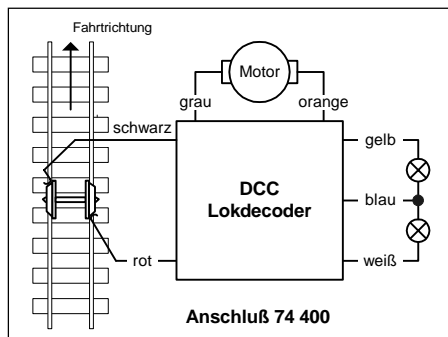 Fahrtrichtung
Motor
grau
orange
schwarz
gelb
DCC
Lokdecoder
blau
rot
weiß
Anschluß 74 400